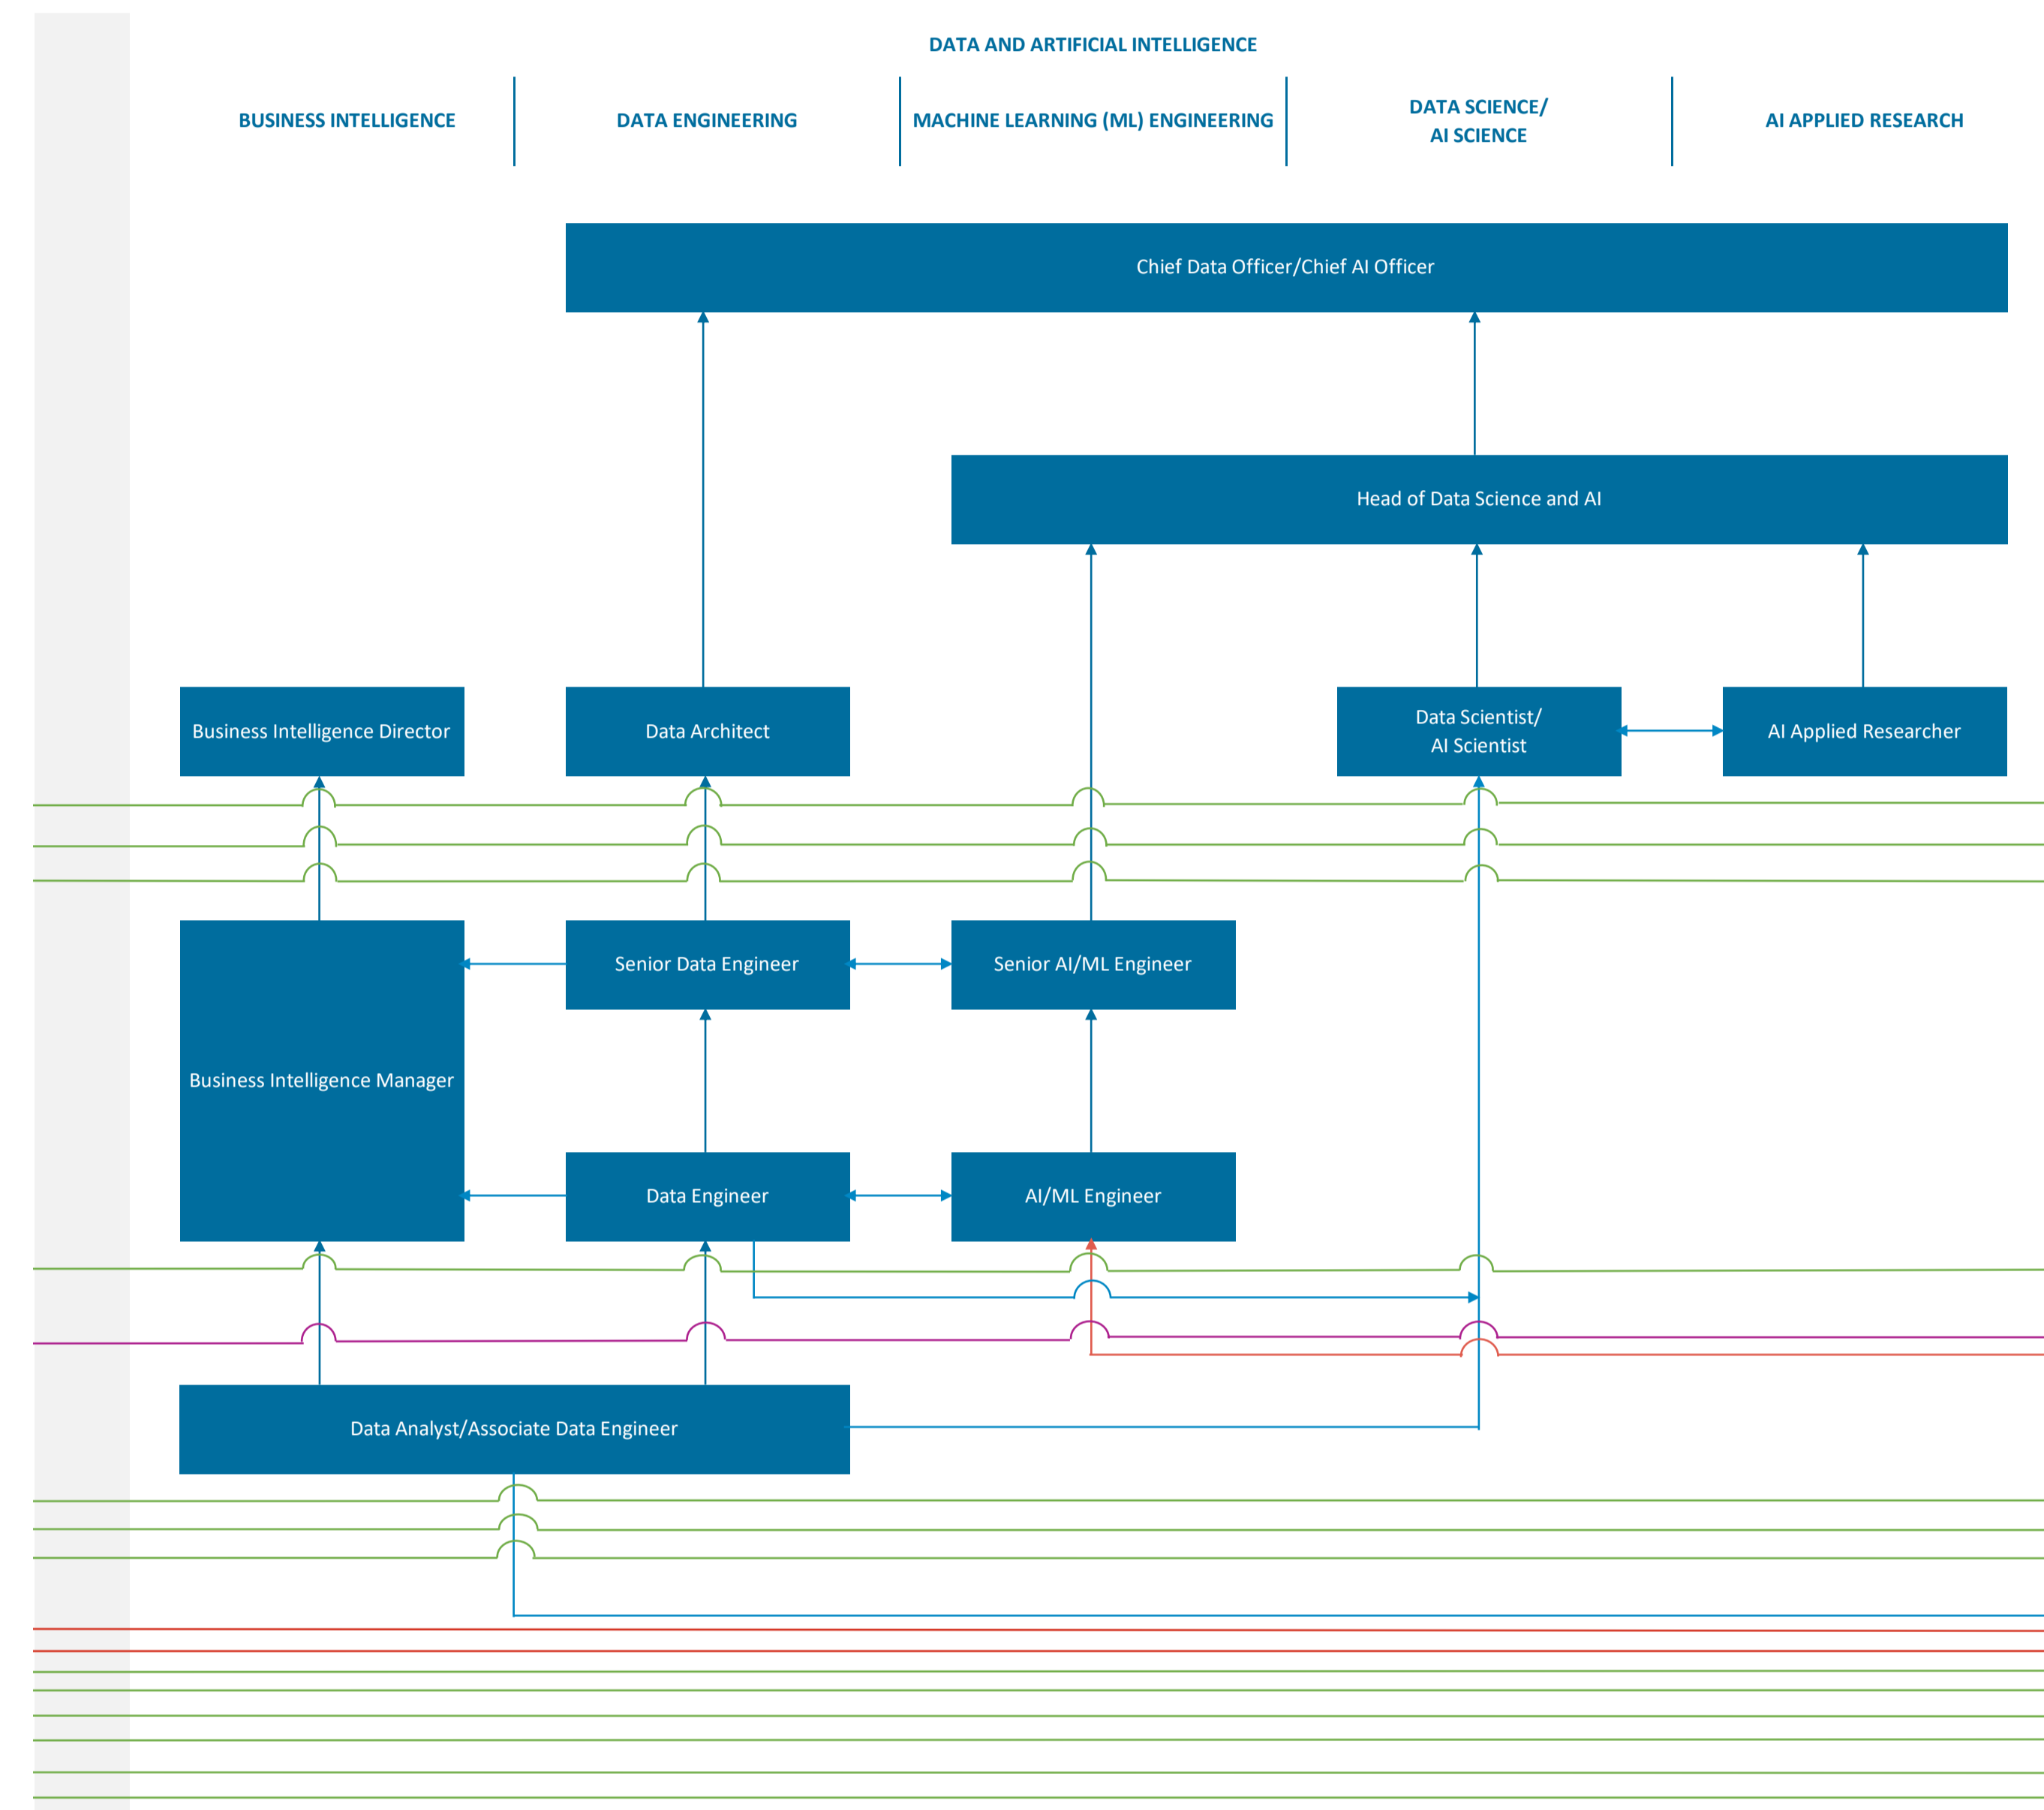 DATA AND ARTIFICIAL INTELLIGENCE
BUSINESS INTELLIGENCE
DATA ENGINEERING
MACHINE LEARNING (ML) ENGINEERING
DATA SCIENCE/
AI SCIENCE
AI APPLIED RESEARCH
Chief Data Officer/Chief AI Officer
Head of Data Science and AI
Business Intelligence Director
Data Architect
Data Scientist/
AI Scientist
AI Applied Researcher
Senior Data Engineer
Senior AI/ML Engineer
Business Intelligence Manager
Data Engineer
AI/ML Engineer
Data Analyst/Associate Data Engineer